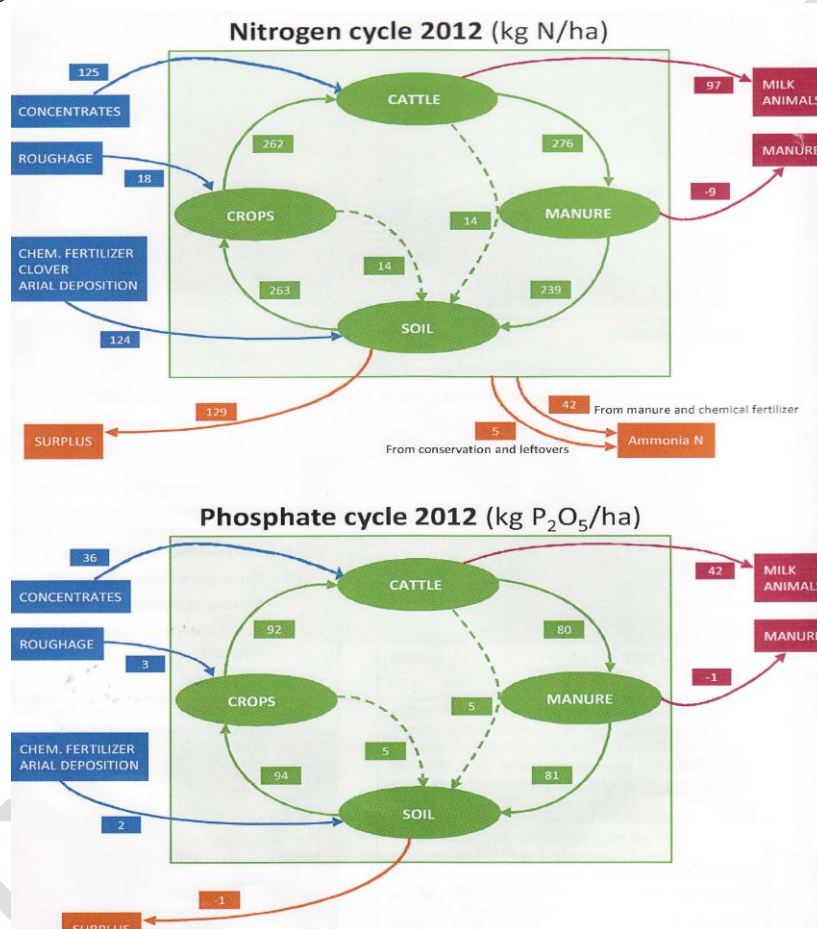 Nitrogen cycle 2012 (kg N/ha)
125
CONCENTRATES
CATTLE
97
MILK
ANIMALS
ROUGHAGE
18
262
276
MANURE
-9
CROPS
MANURE
CHEM. FERTILIZER
CLOVER
ARIAL DEPOSITION
14
14
263
239
124
SOIL
129
SURPLUS
42
From manure and chemical fertilizer
5
Ammonia N
From conservation and leftovers
Phosphate cycle 2012 (kg P₂O₅/ha)
36
CONCENTRATES
CATTLE
42
MILK
ANIMALS
ROUGHAGE
3
92
80
MANURE
-1
CROPS
MANURE
CHEM. FERTILIZER
ARIAL DEPOSITION
5
5
94
81
2
SOIL
-1
SURPLUS